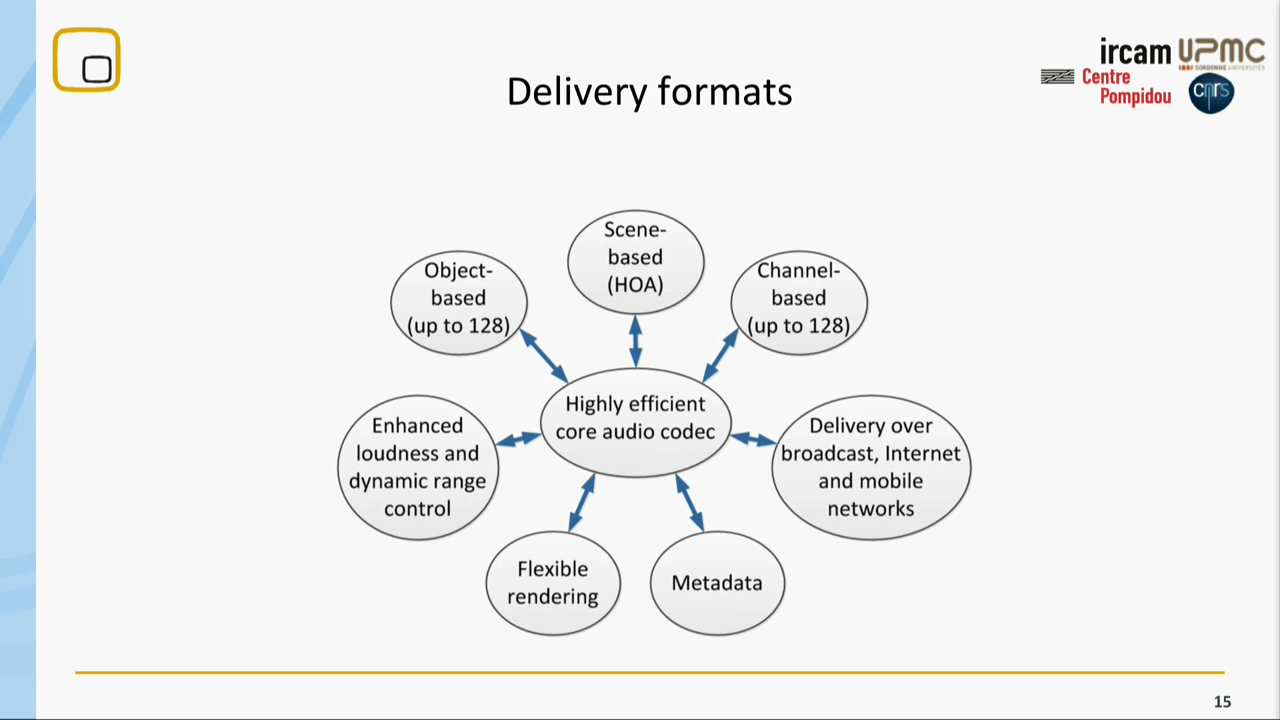 ircam
Centre
Pompidou
UPMC
SORBONNE UNIVERSITÉS
cnrs
Delivery formats
Scene-
based
(HOA)
Object-
based
(up to 128)
Channel-
based
(up to 128)
Highly efficient
core audio codec
Enhanced
loudness and
dynamic range
control
Delivery over
broadcast, Internet
and mobile
networks
Flexible
rendering
Metadata
15